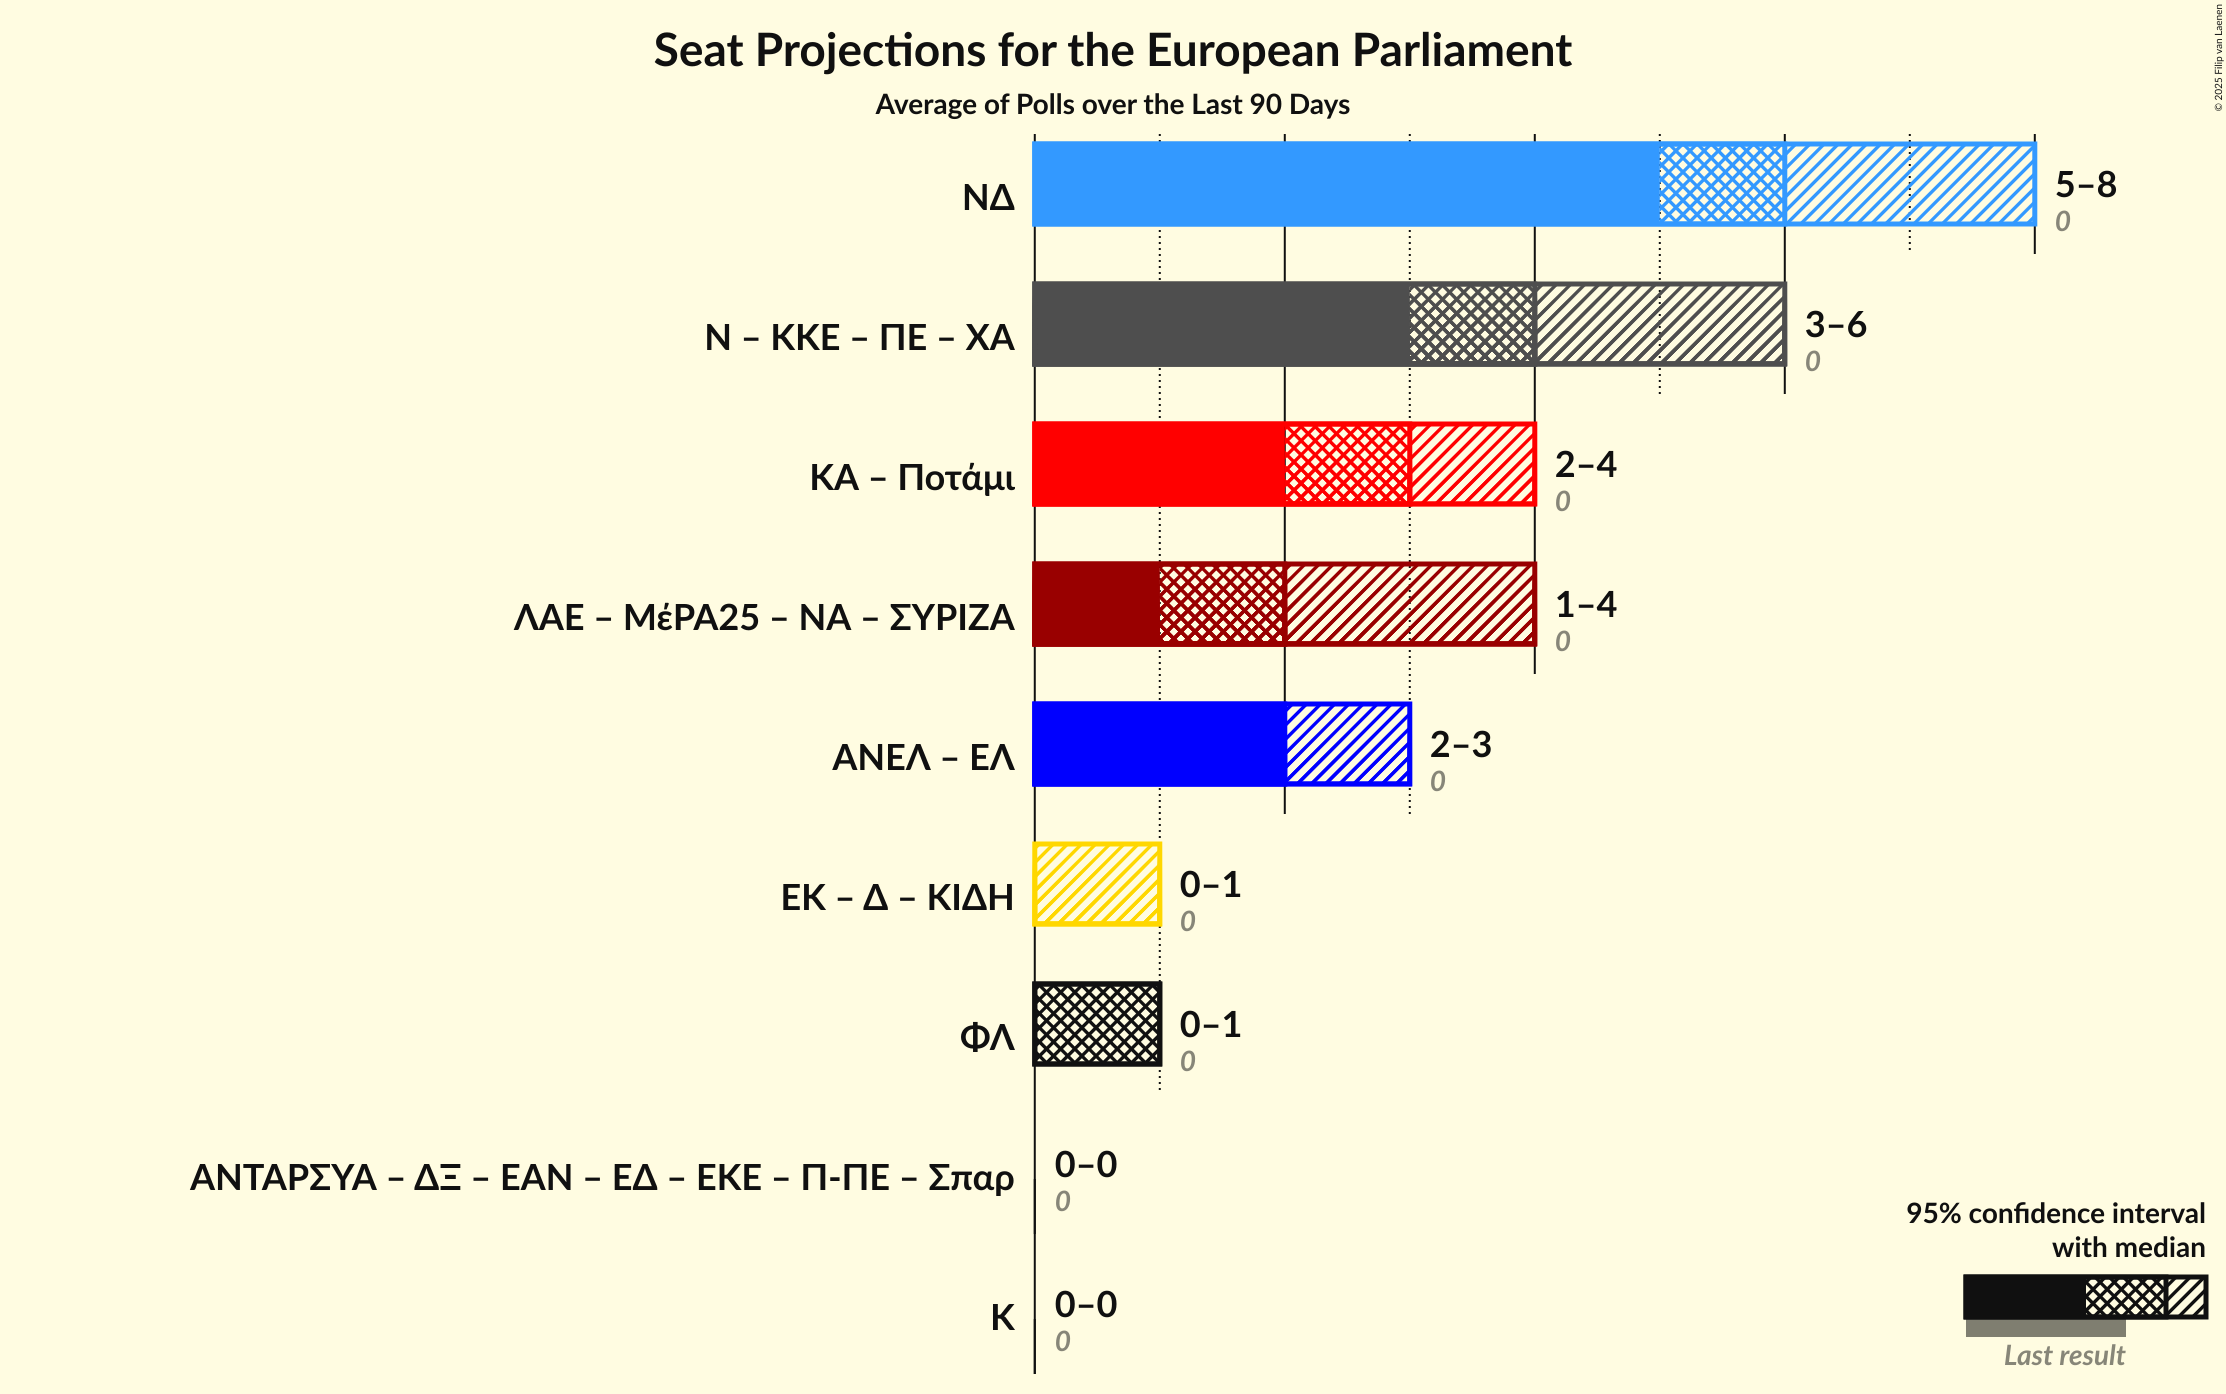 Seat Projections for the European Parliament
Average of Polls over the Last 90 Days
© 2025 Filip van Laenen
ΝΔ
5–8
0
Ν – ΚΚΕ – ΠΕ – ΧΑ
3–6
0
ΚΑ – Ποτάμι
2–4
0
ΛΑΕ – ΜέΡΑ25 – ΝΑ – ΣΥΡΙΖΑ
1–4
0
ΑΝΕΛ – ΕΛ
2–3
0
ΕΚ – Δ – ΚΙΔΗ
0–1
0
ΦΛ
0–1
0
ΑΝΤΑΡΣΥΑ – ΔΞ – ΕΑΝ – ΕΔ – ΕΚΕ – Π-ΠΕ – Σπαρ
0–0
0
Κ
0–0
0
95% confidence interval
with median
Last result